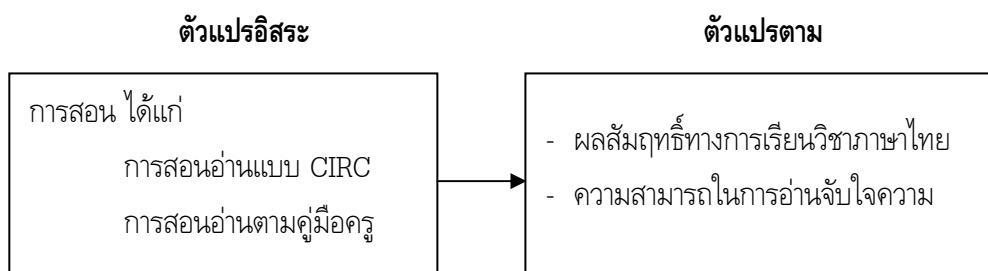 ตัวแปรอิสระ
ตัวแปรตาม
การสอน ได้แก่
การสอนอ่านแบบ CIRC
การสอนอ่านตามคู่มือครู
- ผลสัมฤทธิ์ทางการเรียนวิชาภาษาไทย
- ความสามารถในการอ่านจับใจความ